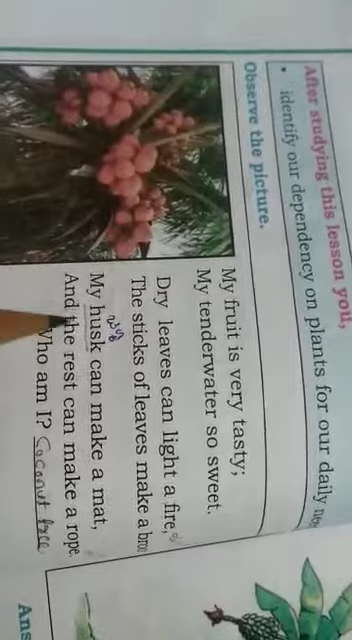 After studying this lesson you,
• identify our dependency on plants for our daily
Observe the picture.
My fruit is very tasty;
My tenderwater so sweet.
Dry leaves can light a fire,
The sticks of leaves make a
My husk can make a mat,
And the rest can make a rope.
Who am I? Coconut tree
Ans